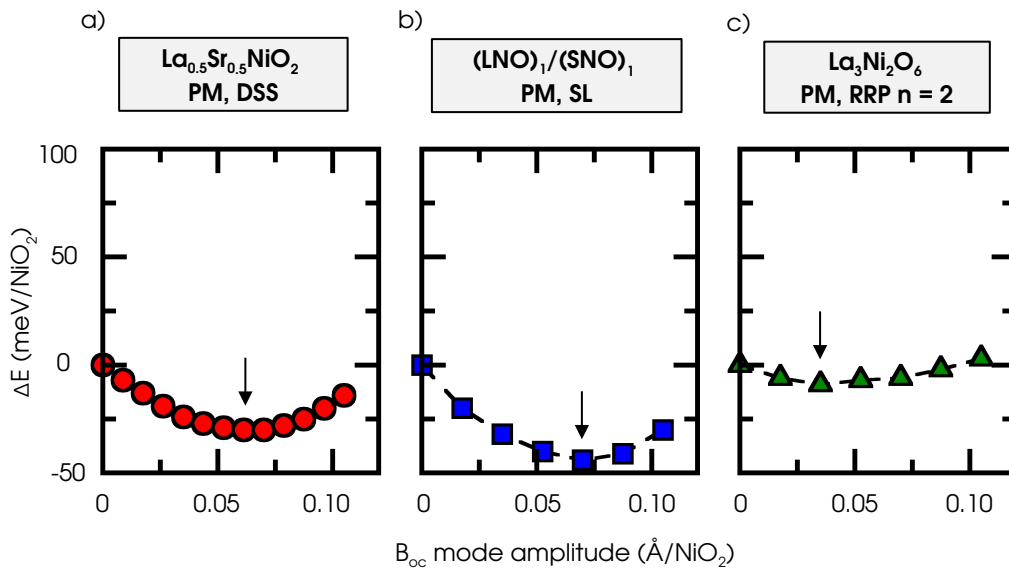 a)
La0.5Sr0.5NiO2
PM, DSS
b)
(LNO)1/(SNO)1
PM, SL
c)
La3Ni2O6
PM, RRP n = 2
ΔE (meV/NiO2)
100
50
0
-50
0
0.05
0.10
0
0.05
0.10
0
0.05
0.10
Boc mode amplitude (Å/NiO2)